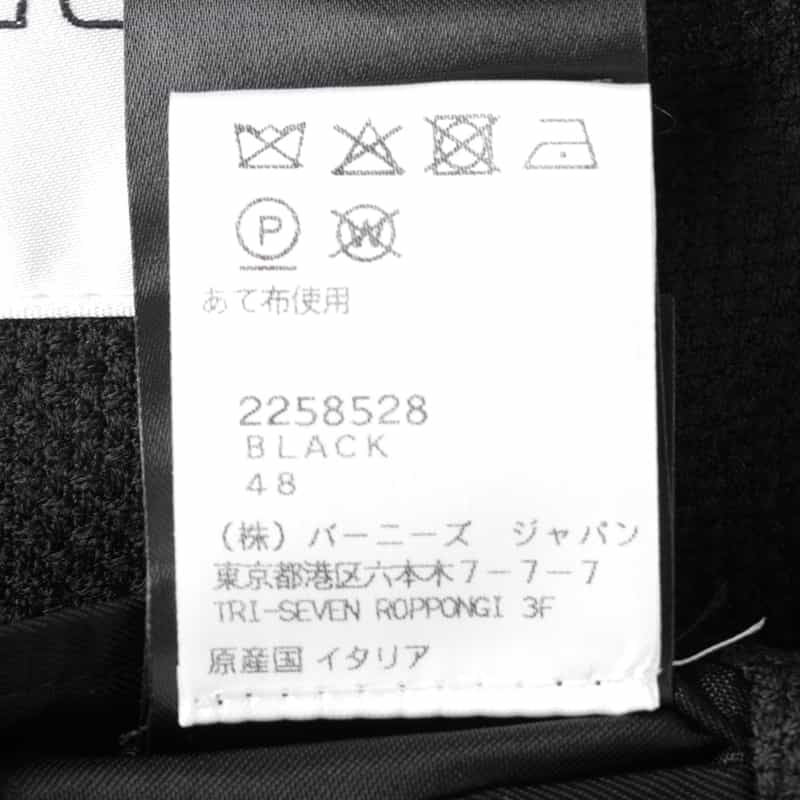 P
W
あて布使用
2258528
BLACK
48
(株) バーニーズ ジャパン
東京都港区六本木7-7-7
TRI-SEVEN ROPPONGI 3F
原産国 イタリア